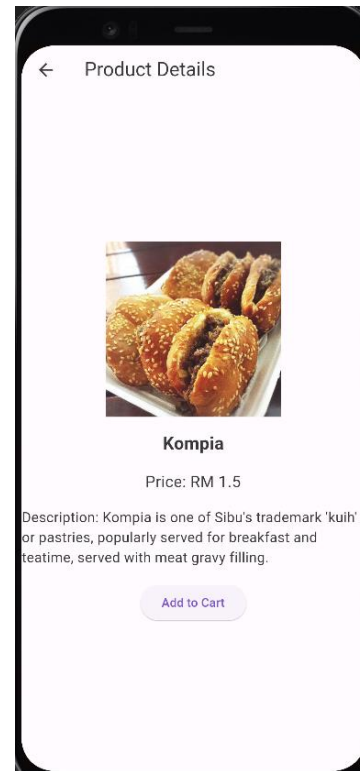 Product Details
Kompia
Price: RM 1.5
Description: Kompia is one of Sibu's trademark 'kuih'
or pastries, popularly served for breakfast and
teatime, served with meat gravy filling.
Add to Cart